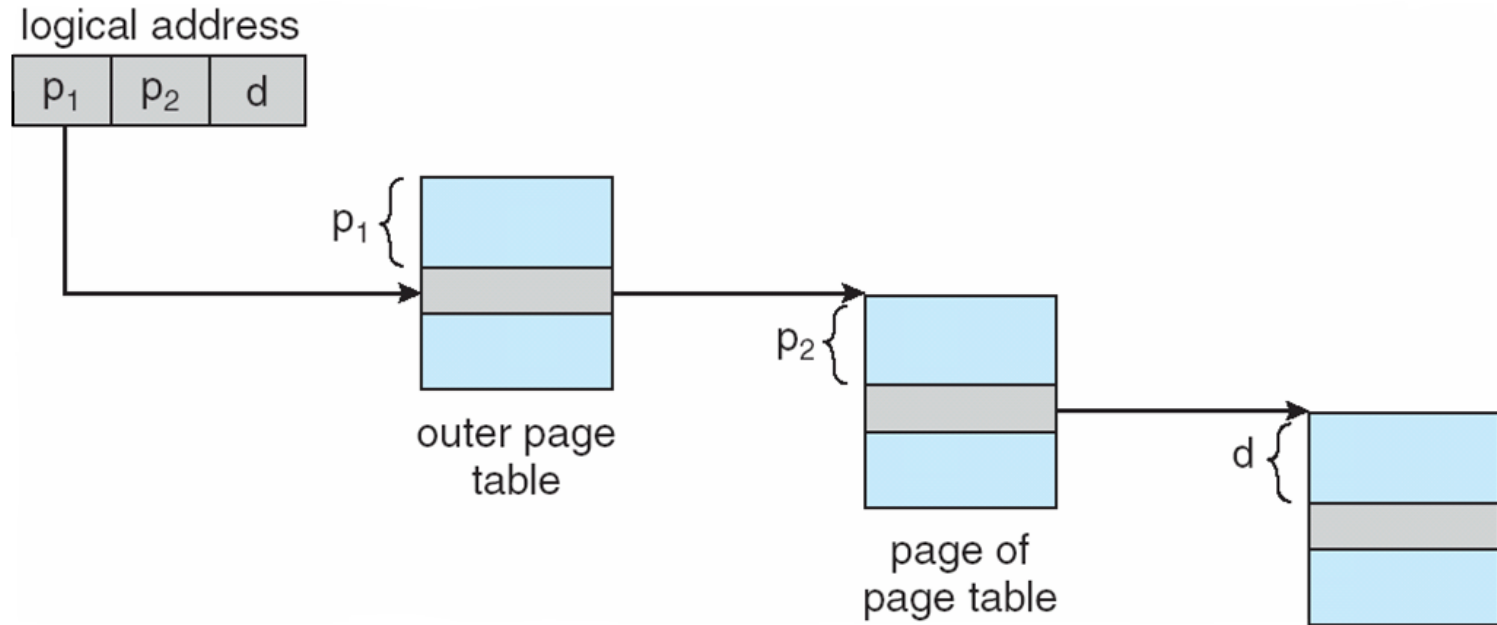 logical address
p₁ p₂ d
p₁
outer page
table
p₂
page of
page table
d